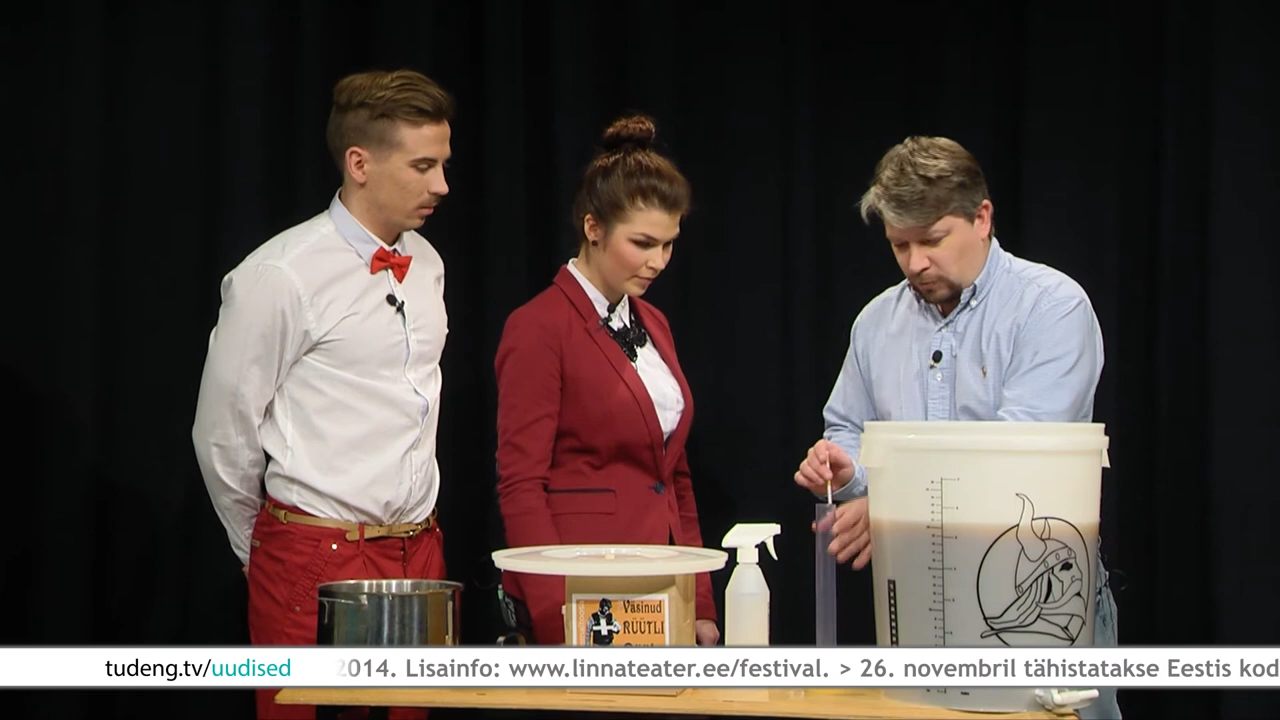 Väsinud
RÜÜTLI
tudeng.tv/uudised
2014. Lisainfo: www.linnateater.ee/festival. > 26. novembril tähistatakse Eestis kod